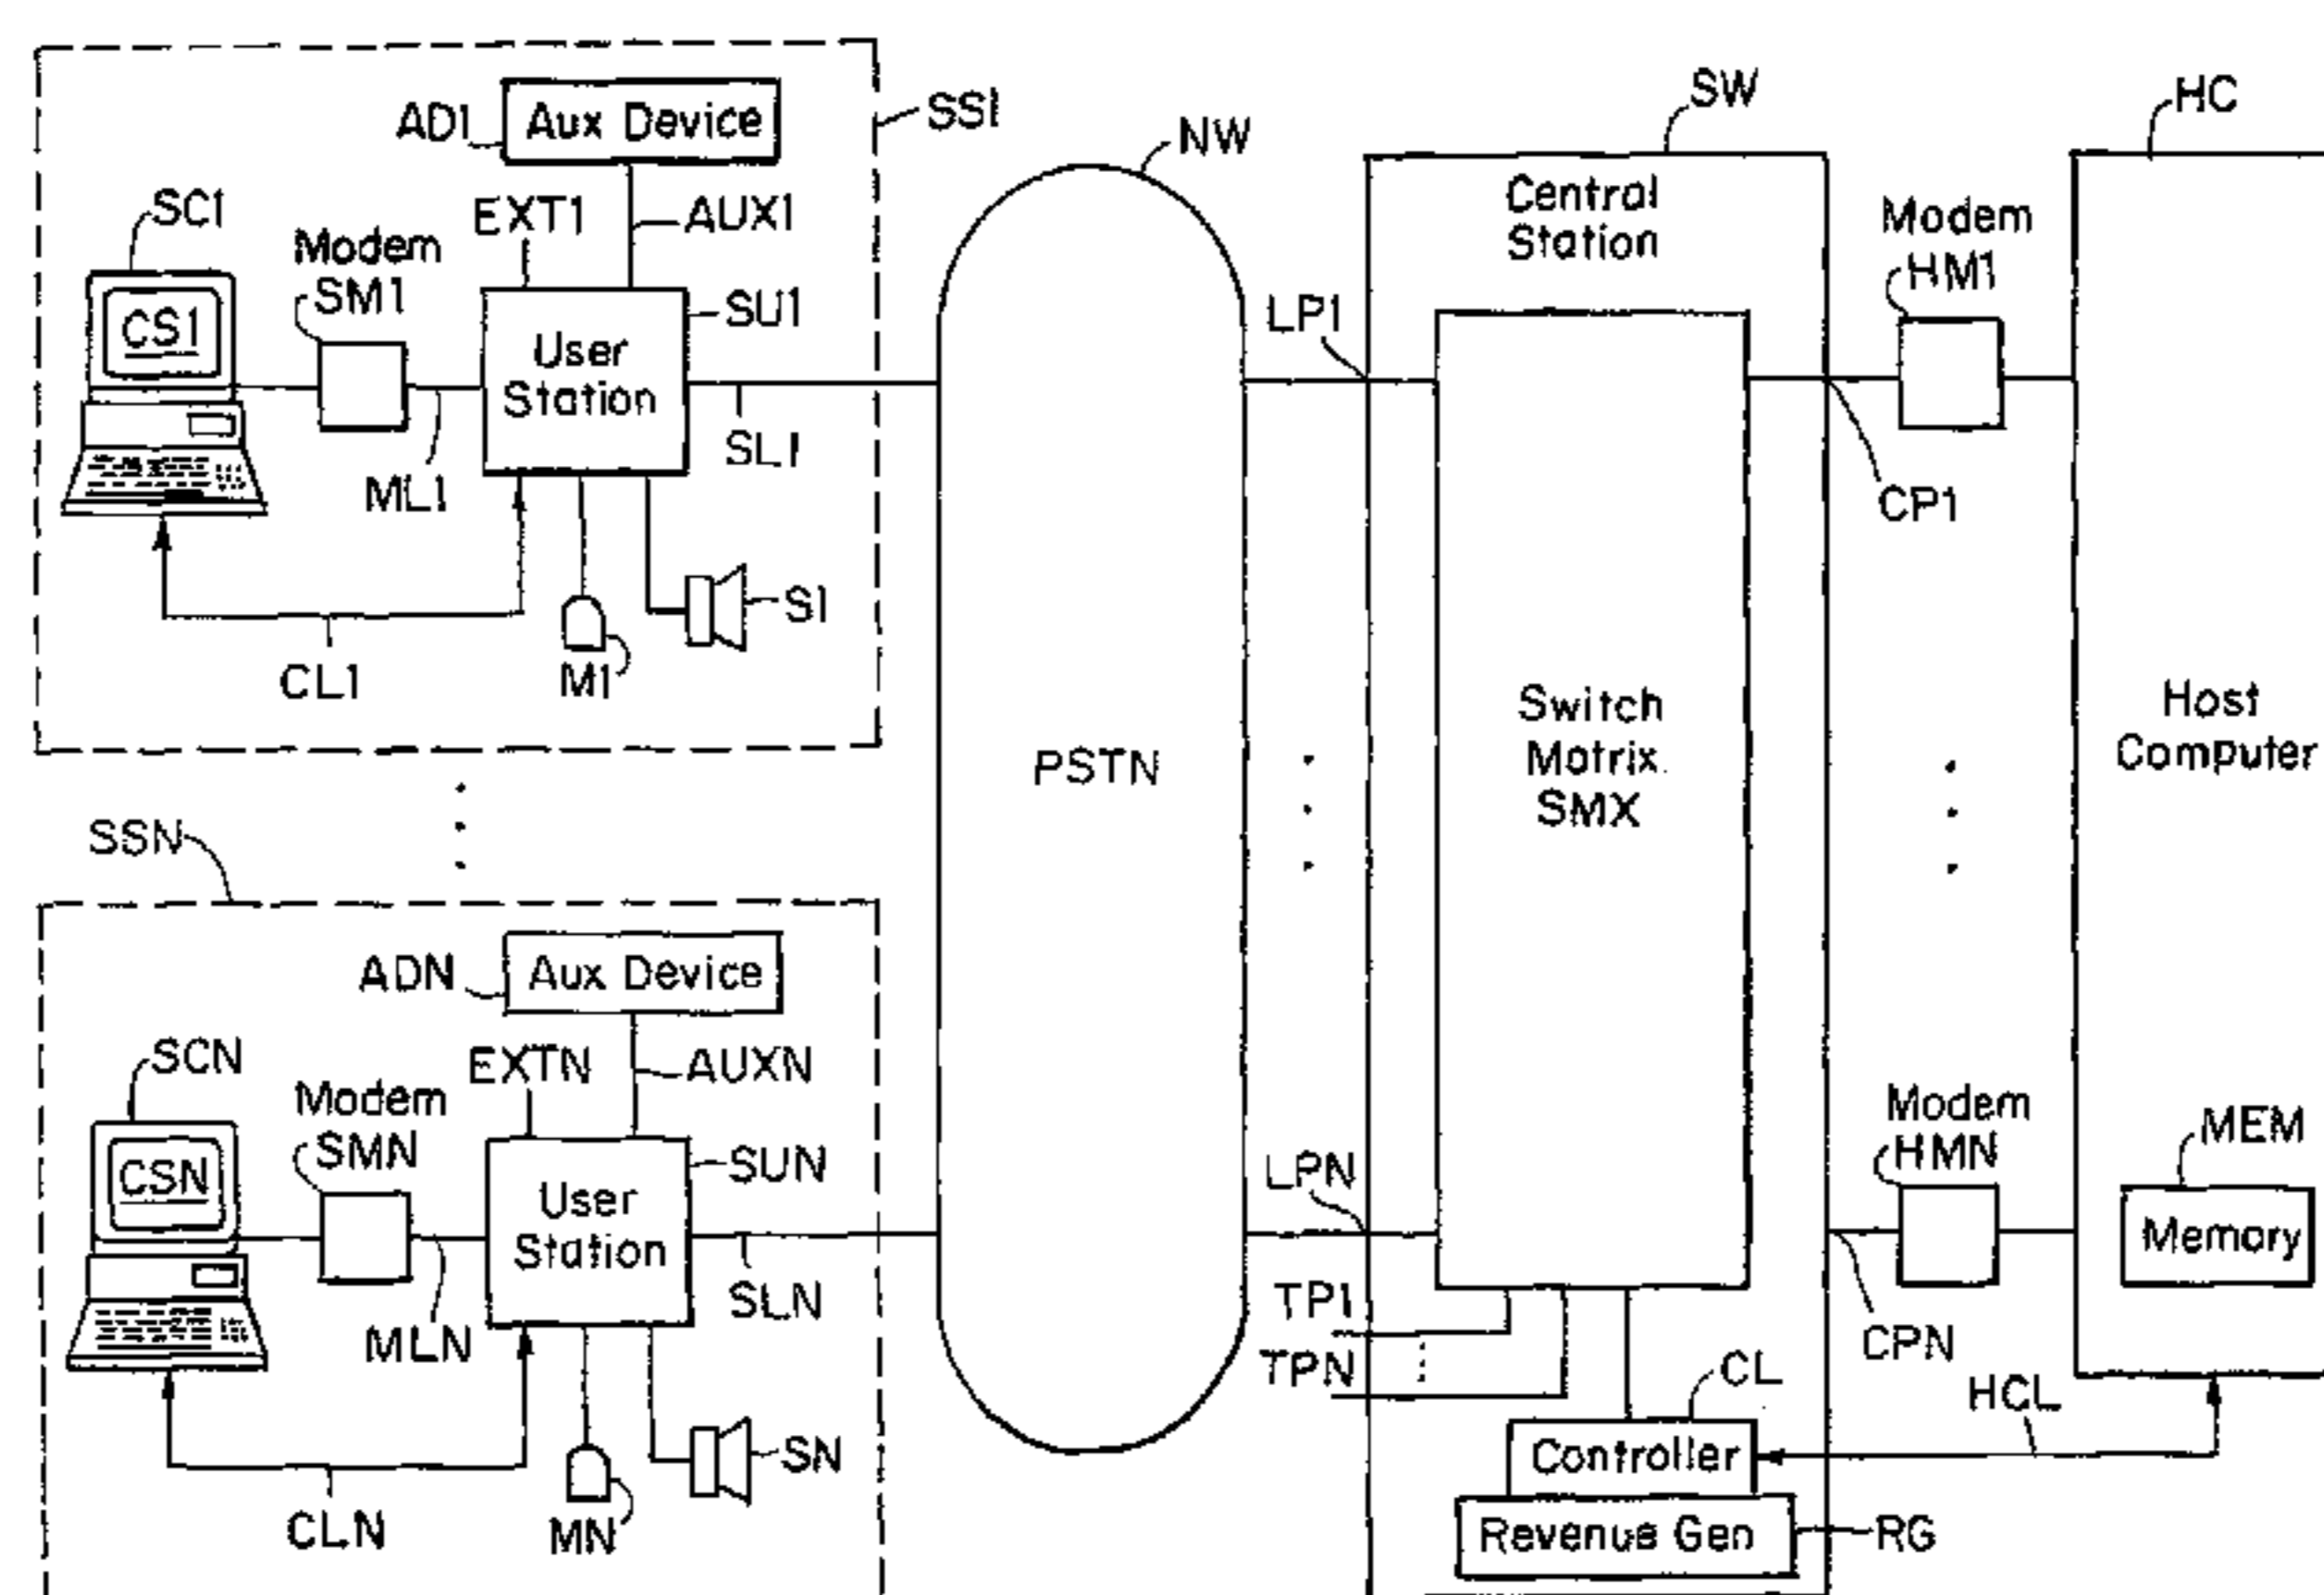 AD1
Aux Device
SS1
SC1
Modem
SM1
EXT1
AUX1
CS1
User
Station
SU1
SL1
ML1
CL1
M1
S1
SSN
ADN
Aux Device
SCN
Modem
SMN
EXTN
AUXN
CSN
User
Station
SUN
SLN
MLN
CLN
MN
SN
NW
PSTN
LP1
LPN
TP1
TPN
SW
Central
Station
Switch
Matrix
SMX
CL
Controller
Revenue Gen
RG
Modem
HM1
CP1
Modem
HMN
CPN
HCL
HC
Host
Computer
MEM
Memory